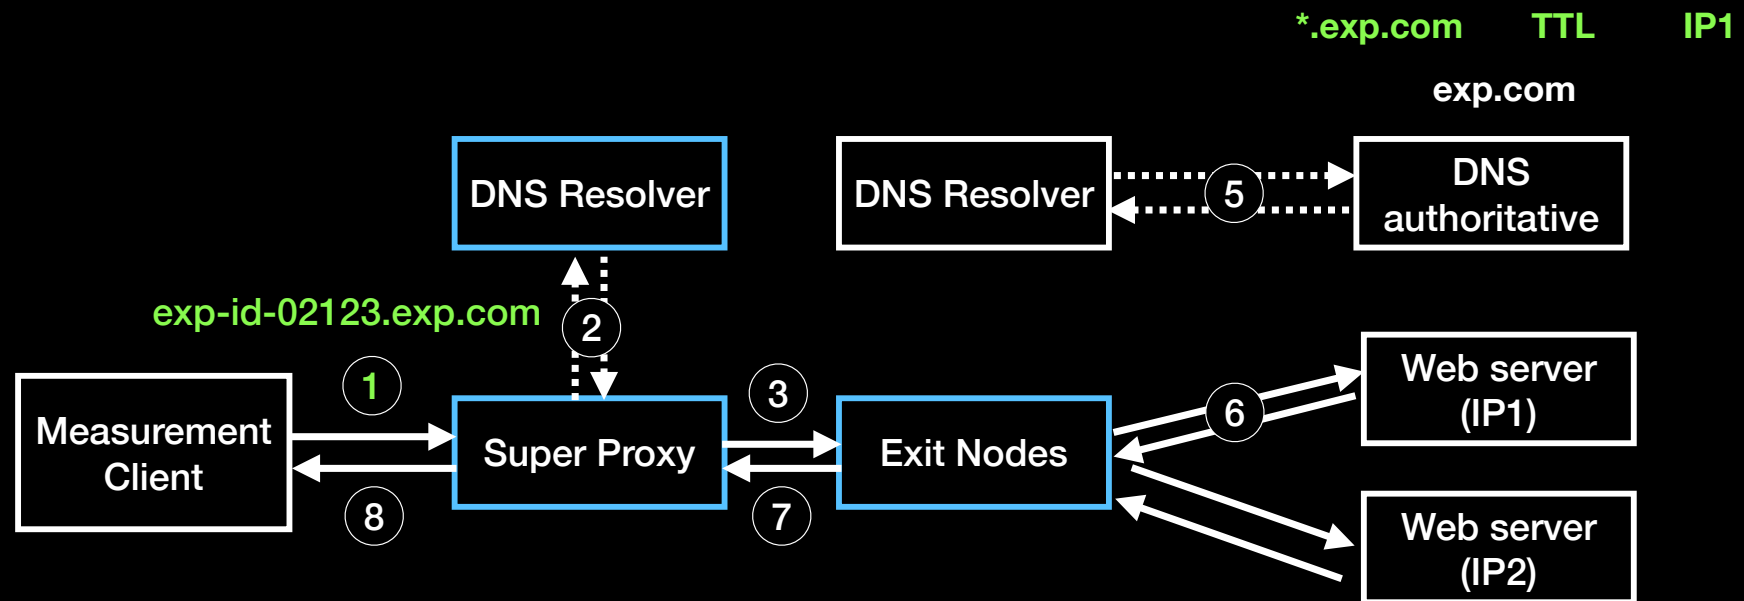 *.exp.com TTL IP1
exp.com
DNS Resolver
DNS Resolver
5
DNS
authoritative
exp-id-02123.exp.com
2
1
3
Measurement
Client
Super Proxy
Exit Nodes
6
Web server
(IP1)
8
7
Web server
(IP2)